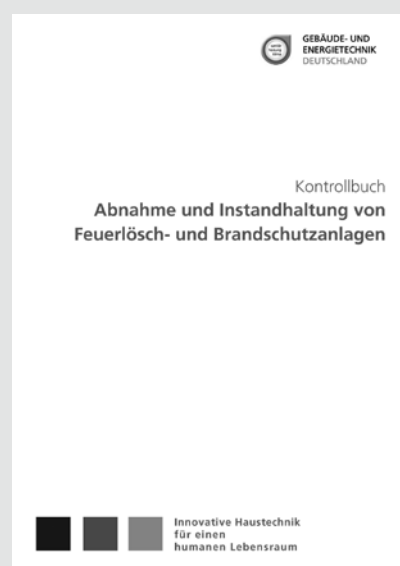 GEBÄUDE- UND
ENERGIETECHNIK
DEUTSCHLAND
Kontrollbuch
Abnahme und Instandhaltung von
Feuerlösch- und Brandschutzanlagen
Innovative Haustechnik
für einen
humanen Lebensraum